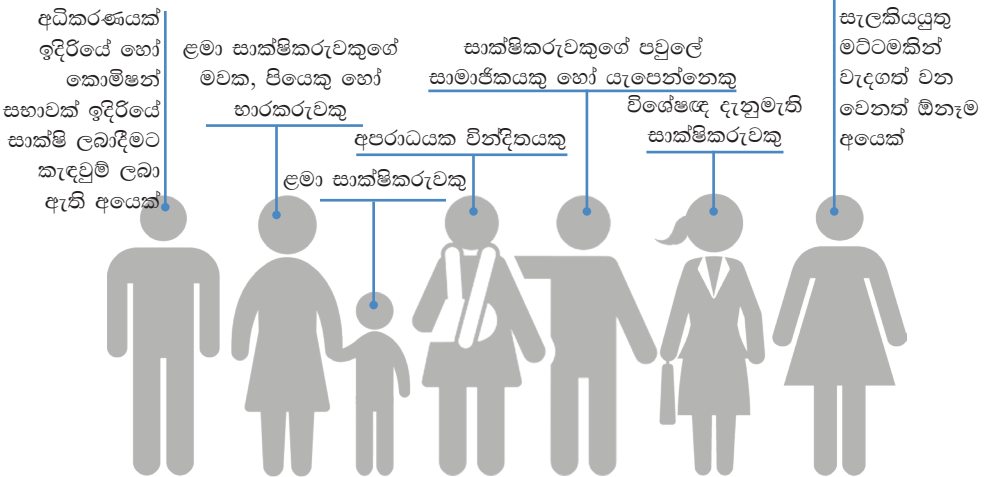 අධිකරණයක්
ඉදිරියේ හෝ
කොමිෂන්
සභාවක් ඉදිරියේ
සාක්ෂි ලබාදීමට
කැඳවුම් ලබා
ඇති අයෙක්
ළමා සාක්ෂිකරුවකුගේ
මවක, පියෙකු හෝ
භාරකරුවකු
ළමා සාක්ෂිකරුවකු
අපරාධයක වින්දිතයකු
සාක්ෂිකරුවකුගේ පවුලේ
සාමාජිකයකු හෝ යැපෙන්නෙකු
විශේෂඥ දැනුමැති
සාක්ෂිකරුවකු
සැලකියයුතු
මට්ටමකින්
වැදගත් වන
වෙනත් ඕනෑම
අයෙක්